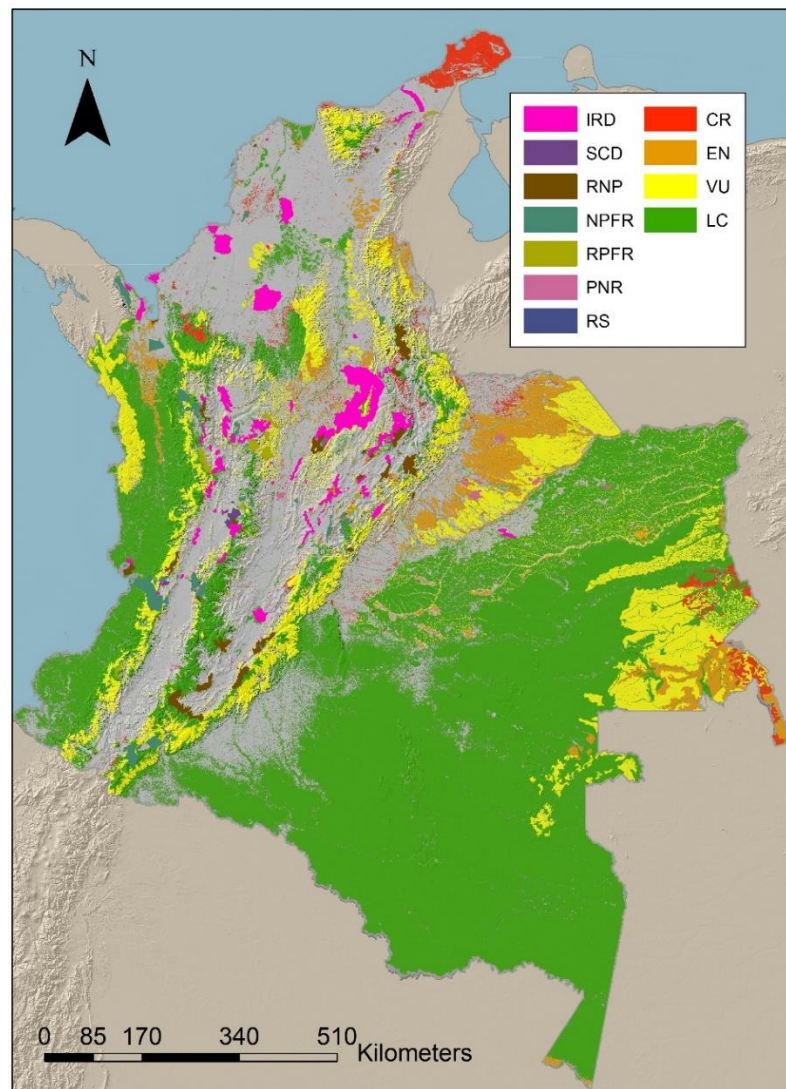 N
IRD CR
SCD EN
RNP VU
NPFR LC
RPFR
PNR
RS
0 85 170 340 510
Kilometers